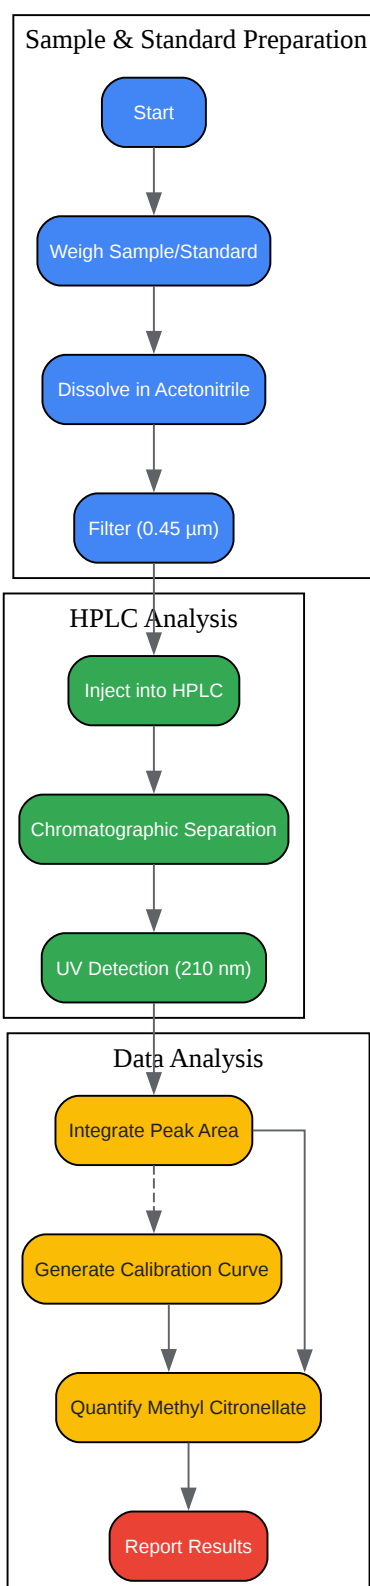 Sample & Standard Preparation
Start
Weigh Sample/Standard
Dissolve in Acetonitrile
Filter (0.45 µm)
HPLC Analysis
Inject into HPLC
Chromatographic Separation
UV Detection (210 nm)
Data Analysis
Integrate Peak Area
Generate Calibration Curve
Quantify Methyl Citronellate
Report Results